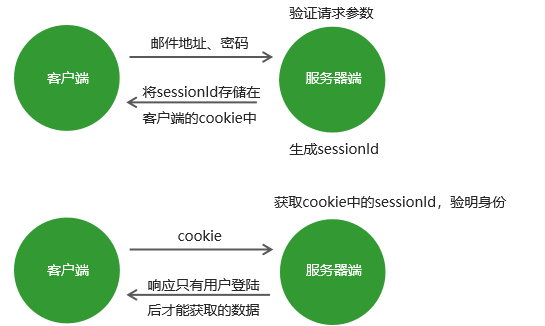 验证请求参数
邮件地址、密码
客户端
服务器端
将sessionId存储在
客户端的cookie中
生成sessionId
获取cookie中的sessionId，验明身份
cookie
客户端
服务器端
响应只有用户登陆
后才能获取的数据